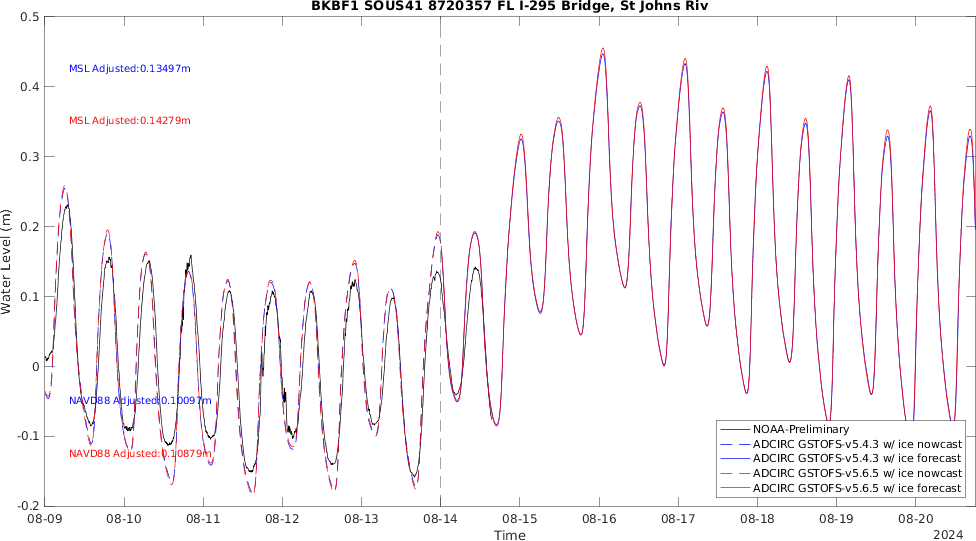 BKBF1 SOUS41 8720357 FL I-295 Bridge, St Johns Riv
0.5
MSL Adjusted:0.13497m
0.4
MSL Adjusted:0.14279m
0.3
0.2
Water Level (m)
0.1
0
NAVD88 Adjusted:0.10097m
-0.1
NAVD88 Adjusted:0.10879m
-0.2
NOAA-Preliminary
ADCIRC GSTOFS-v5.4.3 w/ ice nowcast
ADCIRC GSTOFS-v5.4.3 w/ ice forecast
ADCIRC GSTOFS-v5.6.5 w/ ice nowcast
ADCIRC GSTOFS-v5.6.5 w/ ice forecast
08-09 08-10 08-11 08-12 08-13 08-14 08-15 08-16 08-17 08-18 08-19 08-20
Time
2024